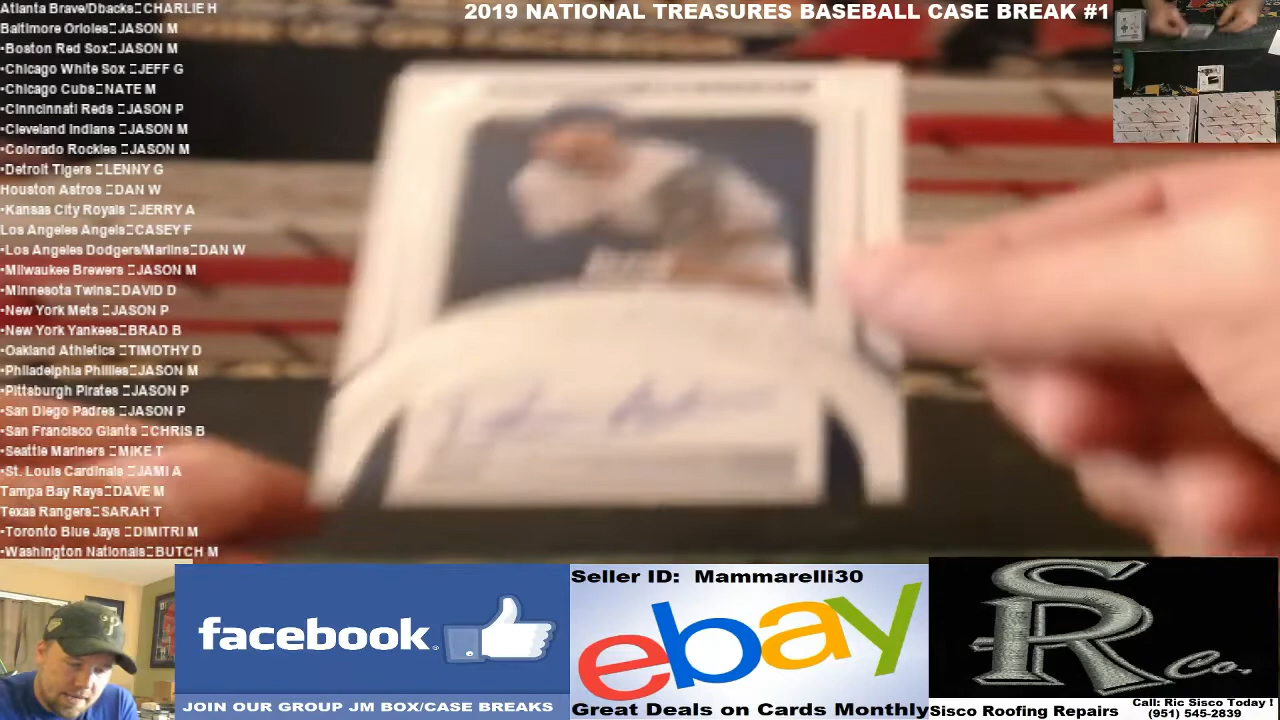 2019 NATIONAL TREASURES BASEBALL CASE BREAK #1
Atlanta Brave/Dbacks CHARLIE H
Baltimore Orioles JASON M
•Boston Red Sox JASON M
•Chicago White Sox JEFF G
•Chicago Cubs NATE M
•Cinncinnati Reds JASON P
•Cleveland Indians JASON M
•Colorado Rockies JASON M
•Detroit Tigers LENNY G
Houston Astros DAN W
•Kansas City Royals JERRY A
Los Angeles Angels CASEY F
•Los Angeles Dodgers/Marlins DAN W
•Milwaukee Brewers JASON M
•Minnesota Twins DAVID D
•New York Mets JASON P
•New York Yankees BRAD B
•Oakland Athletics TIMOTHY D
•Philadelphia Phillies JASON M
•Pittsburgh Pirates JASON P
•San Diego Padres JASON P
•San Francisco Giants CHRIS B
•Seattle Mariners MIKE T
•St. Louis Cardinals JAMI A
Tampa Bay Rays DAVE M
Texas Rangers SARAH T
•Toronto Blue Jays DIMITRI M
•Washington Nationals BUTCH M
facebook
JOIN OUR GROUP JM BOX/CASE BREAKS
Seller ID: Mammarelli30
ebay
Great Deals on Cards Monthly
SR Co.
Sisco Roofing Repairs
Call: Ric Sisco Today !
(951) 545-2839